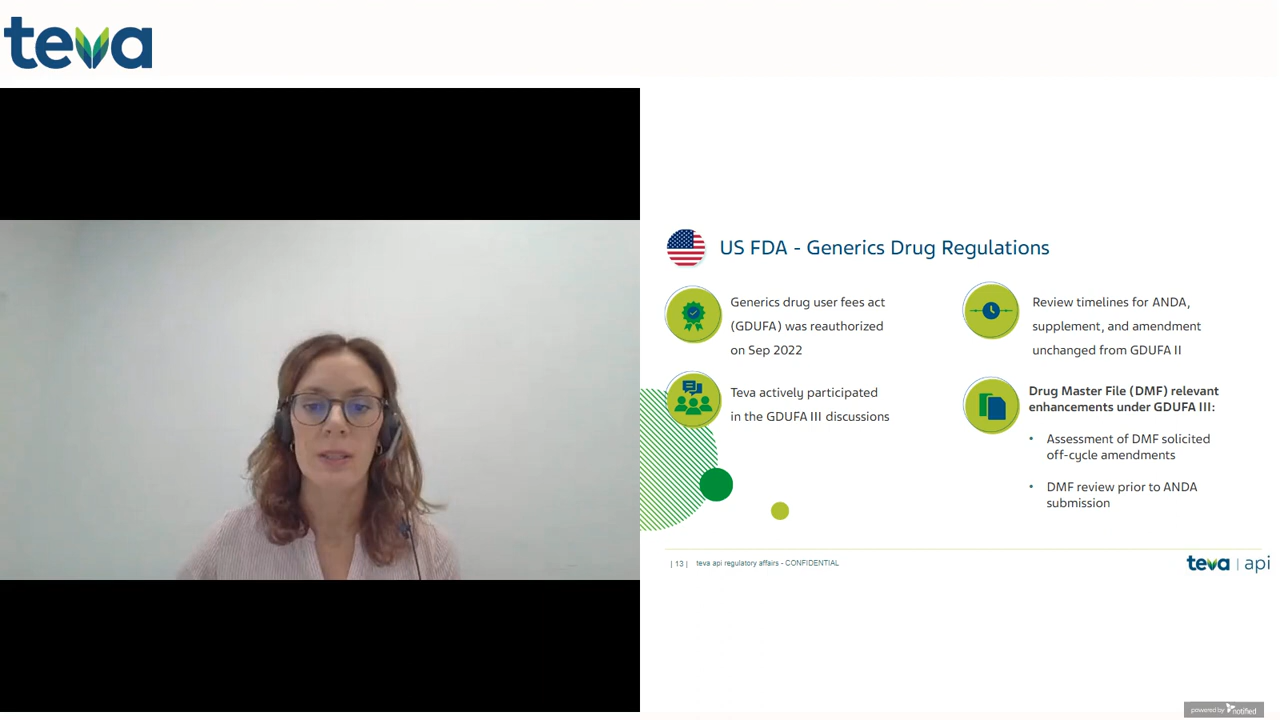 teva
US FDA - Generics Drug Regulations
Generics drug user fees act
(GDUFA) was reauthorized
on Sep 2022
Teva actively participated
in the GDUFA III discussions
Review timelines for ANDA,
supplement, and amendment
unchanged from GDUFA II
Drug Master File (DMF) relevant
enhancements under GDUFA III:
• Assessment of DMF solicited
off-cycle amendments
• DMF review prior to ANDA
submission
| 13 | teva api regulatory affairs - CONFIDENTIAL
teva | api
powered by notified